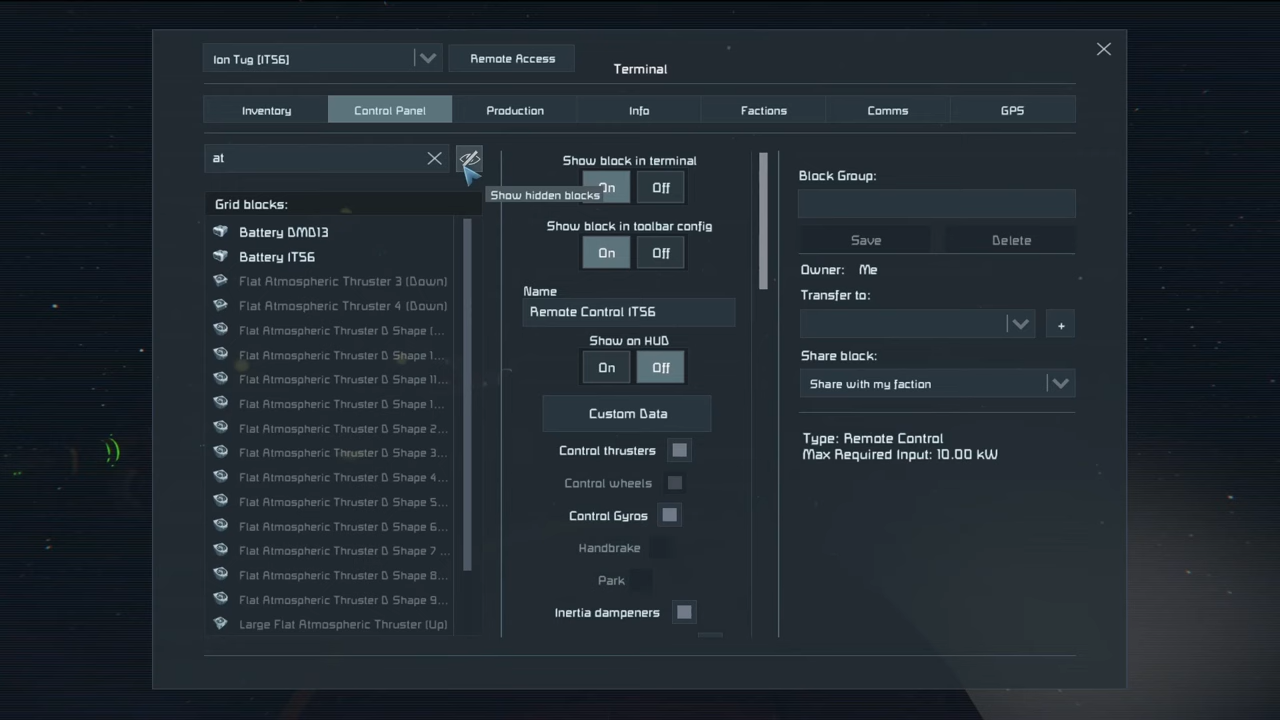 Ion Tug [IT56]
Remote Access
Terminal
Inventory
Control Panel
Production
Info
Factions
Comms
GPS
at
Show hidden blocks
Grid blocks:
Battery DMD13
Battery IT56
Flat Atmospheric Thruster 3 (Down)
Flat Atmospheric Thruster 4 (Down)
Flat Atmospheric Thruster D Shape (...
Flat Atmospheric Thruster D Shape 1...
Flat Atmospheric Thruster D Shape 11...
Flat Atmospheric Thruster D Shape 1...
Flat Atmospheric Thruster D Shape 2...
Flat Atmospheric Thruster D Shape 3...
Flat Atmospheric Thruster D Shape 4...
Flat Atmospheric Thruster D Shape 5...
Flat Atmospheric Thruster D Shape 6...
Flat Atmospheric Thruster D Shape 7 ...
Flat Atmospheric Thruster D Shape 8...
Flat Atmospheric Thruster D Shape 9...
Large Flat Atmospheric Thruster (Up)
Show block in terminal
On Off
Show block in toolbar config
On Off
Name
Remote Control IT56
Show on HUD
On Off
Custom Data
Control thrusters
Control wheels
Control Gyros
Handbrake
Park
Inertia dampeners
Block Group:
Save
Delete
Owner: Me
Transfer to:
+
Share block:
Share with my faction
Type: Remote Control
Max Required Input: 10.00 kW